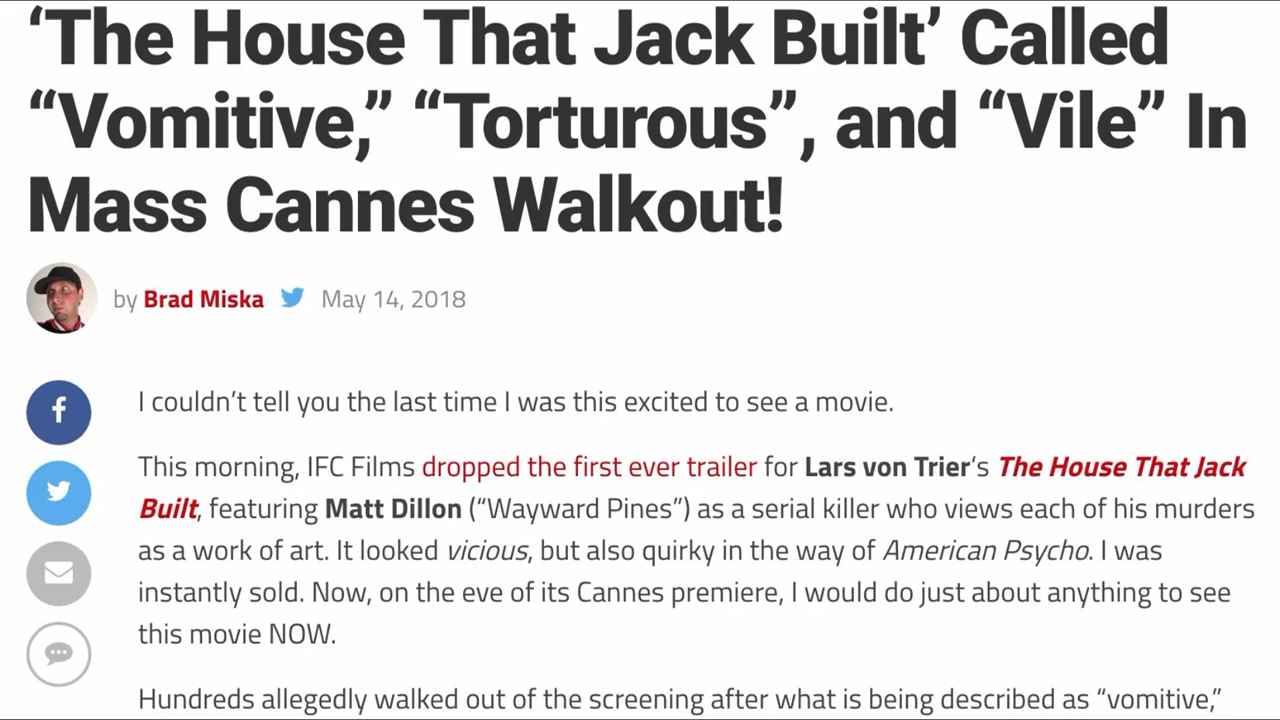 ‘The House That Jack Built’ Called
“Vomitive,” “Torturous”, and “Vile” In
Mass Cannes Walkout!
by Brad Miska May 14, 2018
I couldn’t tell you the last time I was this excited to see a movie.
This morning, IFC Films dropped the first ever trailer for Lars von Trier‘s The House That Jack
Built, featuring Matt Dillon (“Wayward Pines”) as a serial killer who views each of his murders
as a work of art. It looked vicious, but also quirky in the way of American Psycho. I was
instantly sold. Now, on the eve of its Cannes premiere, I would do just about anything to see
this movie NOW.
Hundreds allegedly walked out of the screening after what is being described as “vomitive,”